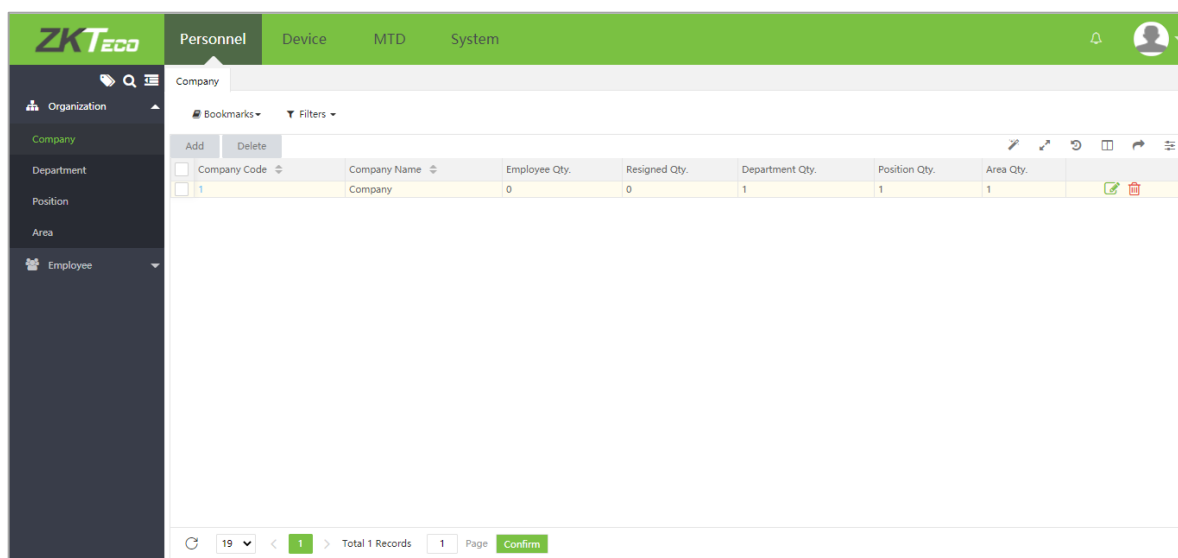 ZKTeco
Personnel Device MTD System
Company
Organization
Bookmarks Filters
Company
Add Delete
Department
Company Code Company Name Employee Qty. Resigned Qty. Department Qty. Position Qty. Area Qty.
1 Company 0 0 1 1 1
Position
Area
Employee
19 1 Total 1 Records 1 Page Confirm